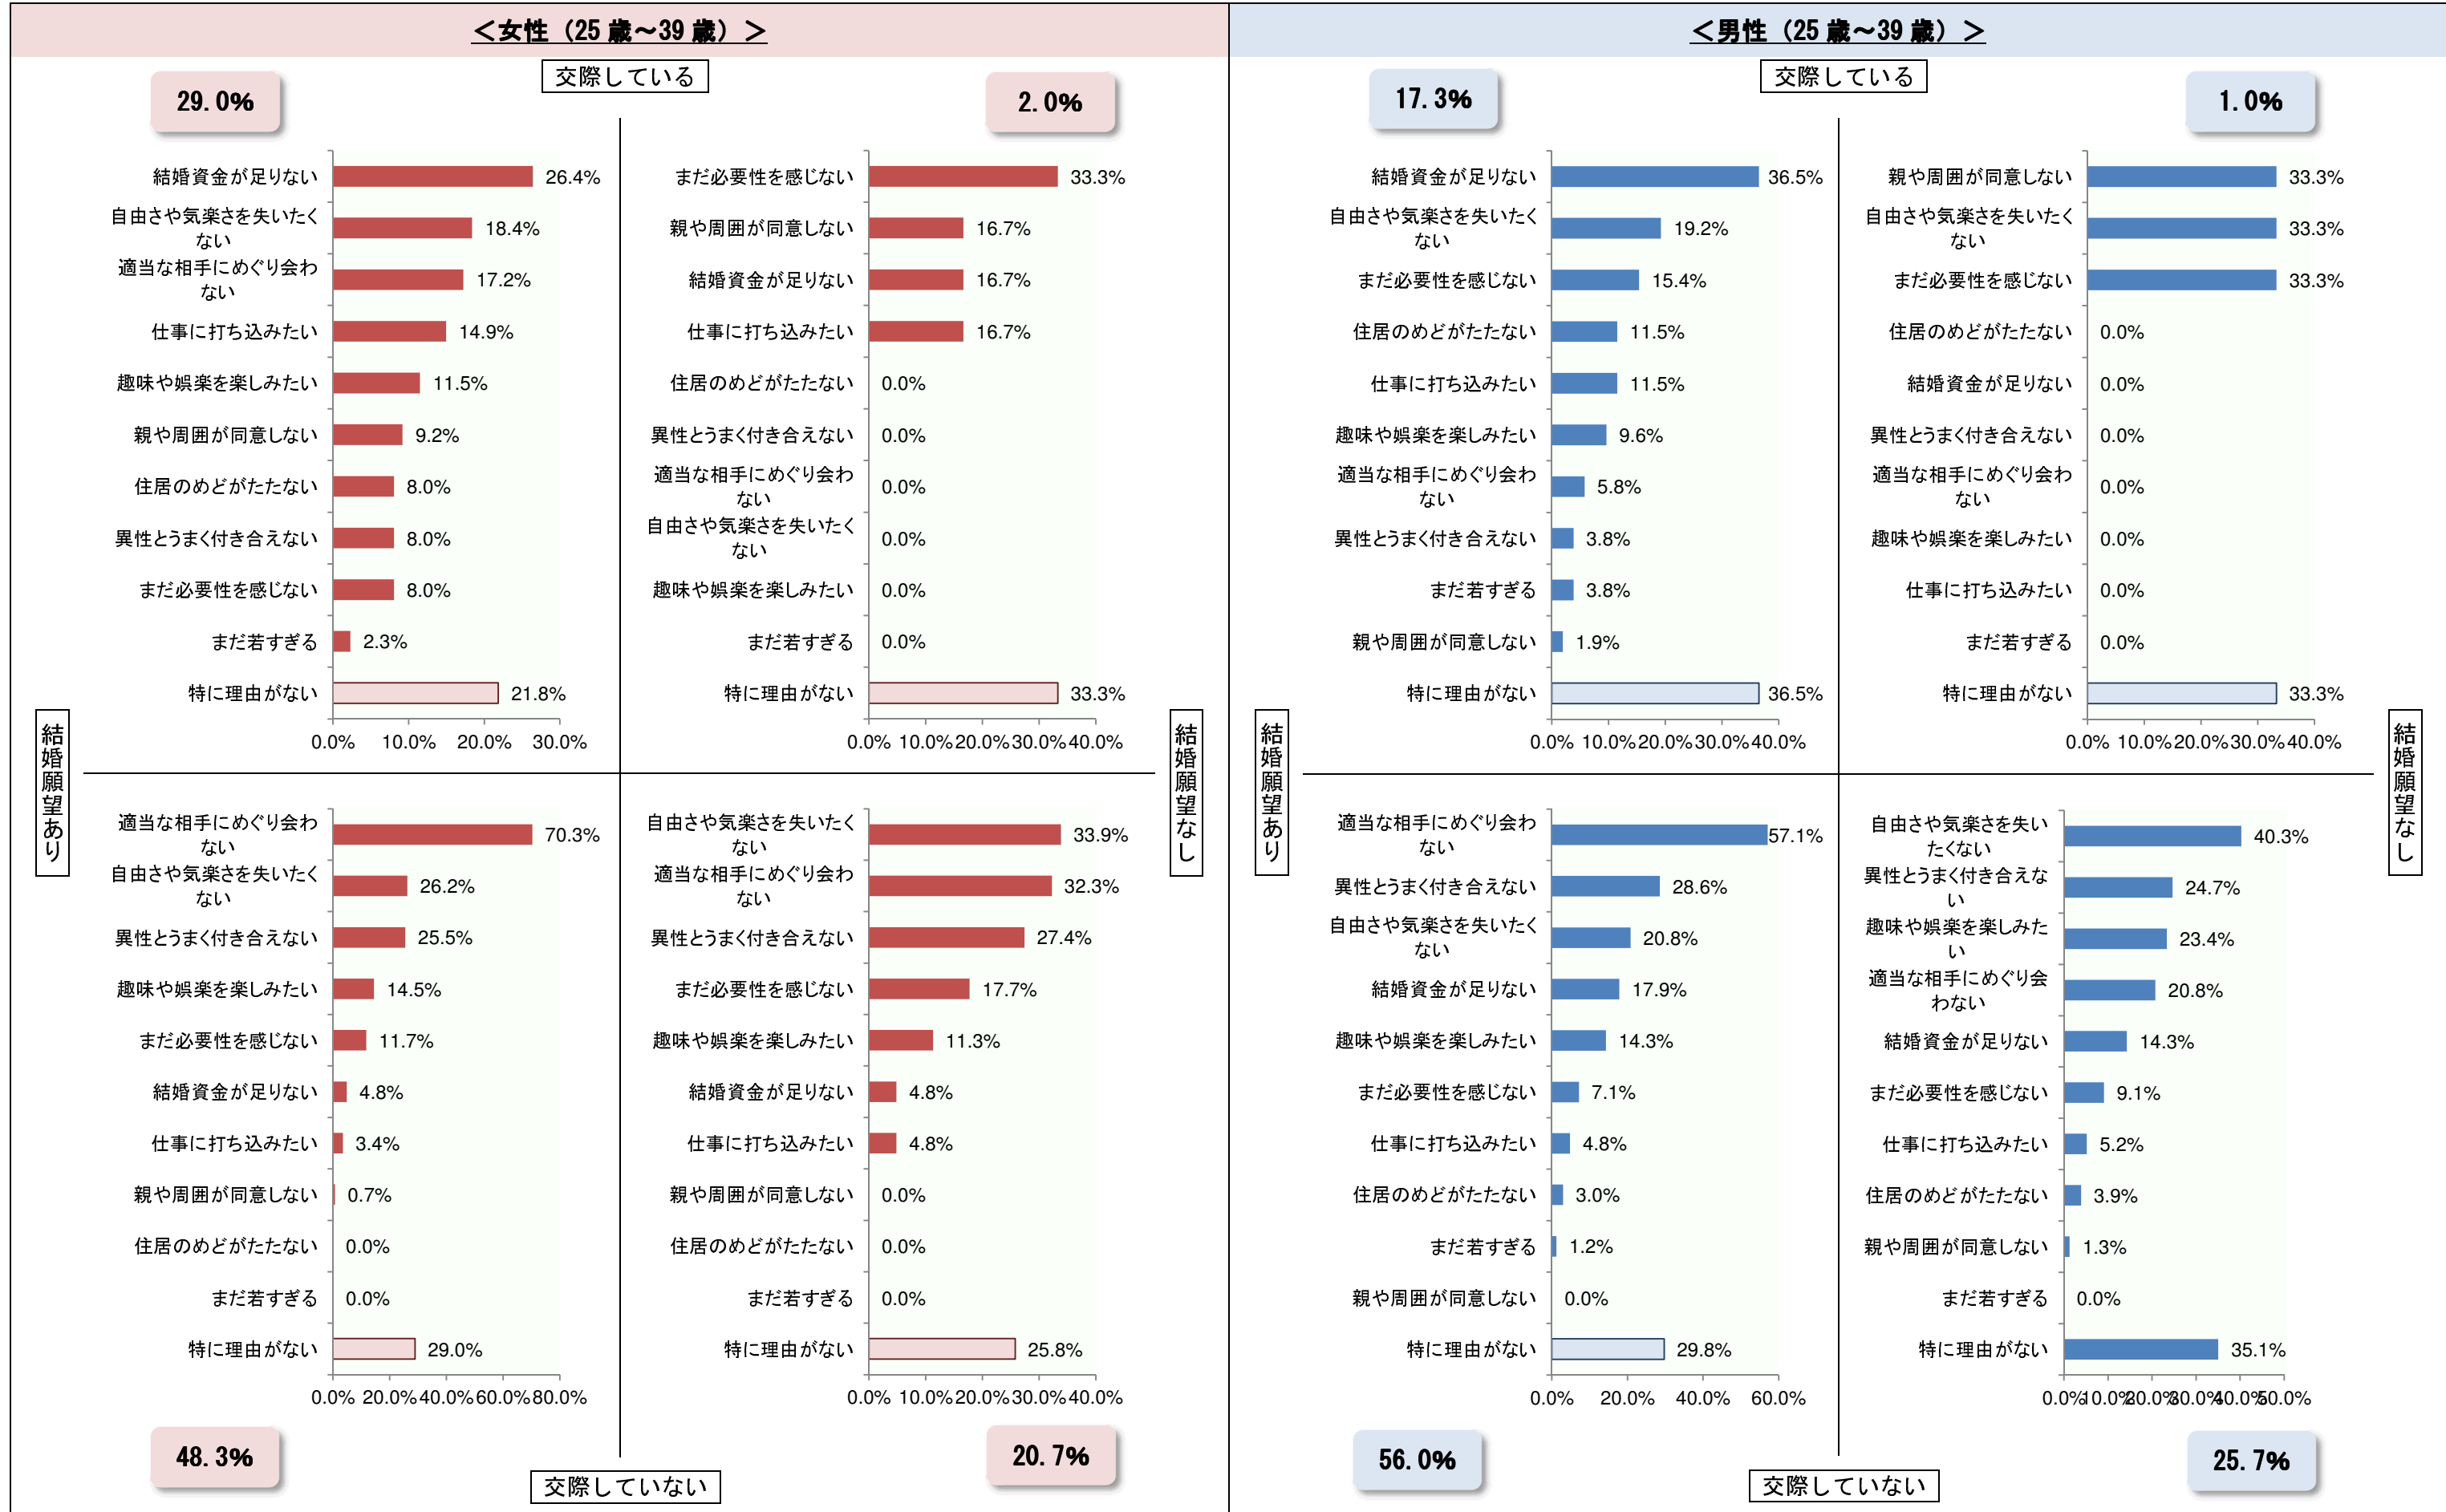 ＜女性（25 歳～39 歳）＞
交際している
29.0%
2.0%
結婚資金が足りない 26.4%
自由さや気楽さを失いたく
ない 18.4%
適当な相手にめぐり会わ
ない 17.2%
仕事に打ち込みたい 14.9%
趣味や娯楽を楽しみたい 11.5%
親や周囲が同意しない 9.2%
住居のめどがたたない 8.0%
異性とうまく付き合えない 8.0%
まだ必要性を感じない 8.0%
まだ若すぎる 2.3%
特に理由がない 21.8%
0.0% 10.0% 20.0% 30.0%
まだ必要性を感じない 33.3%
親や周囲が同意しない 16.7%
結婚資金が足りない 16.7%
仕事に打ち込みたい 16.7%
住居のめどがたたない 0.0%
異性とうまく付き合えない 0.0%
適当な相手にめぐり会わ
ない 0.0%
自由さや気楽さを失いたく
ない 0.0%
趣味や娯楽を楽しみたい 0.0%
まだ若すぎる 0.0%
特に理由がない 33.3%
0.0% 10.0% 20.0% 30.0% 40.0%
結婚願望あり
結婚願望なし
適当な相手にめぐり会わ
ない 70.3%
自由さや気楽さを失いたく
ない 26.2%
異性とうまく付き合えない 25.5%
趣味や娯楽を楽しみたい 14.5%
まだ必要性を感じない 11.7%
結婚資金が足りない 4.8%
仕事に打ち込みたい 3.4%
親や周囲が同意しない 0.7%
住居のめどがたたない 0.0%
まだ若すぎる 0.0%
特に理由がない 29.0%
0.0% 20.0% 40.0% 60.0% 80.0%
自由さや気楽さを失いたく
ない 33.9%
適当な相手にめぐり会わ
ない 32.3%
異性とうまく付き合えない 27.4%
まだ必要性を感じない 17.7%
趣味や娯楽を楽しみたい 11.3%
結婚資金が足りない 4.8%
仕事に打ち込みたい 4.8%
親や周囲が同意しない 0.0%
住居のめどがたたない 0.0%
まだ若すぎる 0.0%
特に理由がない 25.8%
0.0% 10.0% 20.0% 30.0% 40.0%
48.3%
20.7%
交際していない
＜男性（25 歳～39 歳）＞
交際している
17.3%
1.0%
結婚資金が足りない 36.5%
自由さや気楽さを失いたく
ない 19.2%
まだ必要性を感じない 15.4%
住居のめどがたたない 11.5%
仕事に打ち込みたい 11.5%
趣味や娯楽を楽しみたい 9.6%
適当な相手にめぐり会わ
ない 5.8%
異性とうまく付き合えない 3.8%
まだ若すぎる 3.8%
親や周囲が同意しない 1.9%
特に理由がない 36.5%
0.0% 10.0% 20.0% 30.0% 40.0%
親や周囲が同意しない 33.3%
自由さや気楽さを失いたく
ない 33.3%
まだ必要性を感じない 33.3%
住居のめどがたたない 0.0%
結婚資金が足りない 0.0%
異性とうまく付き合えない 0.0%
適当な相手にめぐり会わ
ない 0.0%
趣味や娯楽を楽しみたい 0.0%
仕事に打ち込みたい 0.0%
まだ若すぎる 0.0%
特に理由がない 33.3%
0.0% 10.0% 20.0% 30.0% 40.0%
結婚願望あり
結婚願望なし
適当な相手にめぐり会わ
ない 57.1%
異性とうまく付き合えない 28.6%
自由さや気楽さを失いたく
ない 20.8%
結婚資金が足りない 17.9%
趣味や娯楽を楽しみたい 14.3%
まだ必要性を感じない 7.1%
仕事に打ち込みたい 4.8%
住居のめどがたたない 3.0%
まだ若すぎる 1.2%
親や周囲が同意しない 0.0%
特に理由がない 29.8%
0.0% 20.0% 40.0% 60.0%
自由さや気楽さを失い
たくない 40.3%
異性とうまく付き合えな
い 24.7%
趣味や娯楽を楽しみた
い 23.4%
適当な相手にめぐり会
わない 20.8%
結婚資金が足りない 14.3%
まだ必要性を感じない 9.1%
仕事に打ち込みたい 5.2%
住居のめどがたたない 3.9%
親や周囲が同意しない 1.3%
まだ若すぎる 0.0%
特に理由がない 35.1%
0.0% 10.0% 20.0% 30.0% 40.0% 50.0%
56.0%
25.7%
交際していない